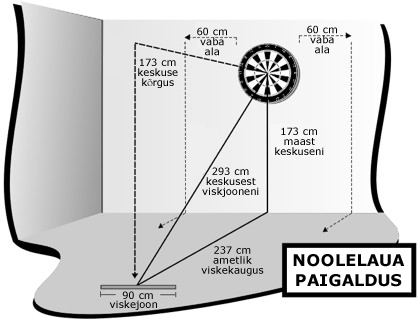 60 cm
vaba
ala
60 cm
vaba
ala
173 cm
keskuse
kõrgus
173 cm
maast
keskuseni
293 cm
keskusest
viskjooneni
237 cm
ametlik
viskekaugus
90 cm
viskejoon
NOOLELAUA
PAIGALDUS